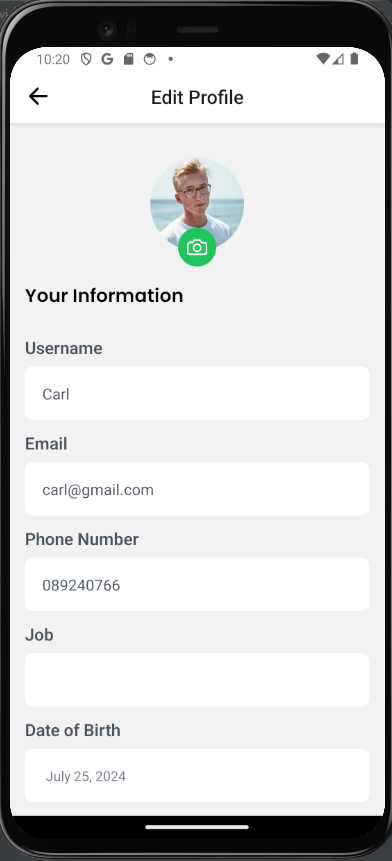 10:20
Edit Profile
Your Information
Username
Carl
Email
carl@gmail.com
Phone Number
089240766
Job
Date of Birth
July 25, 2024